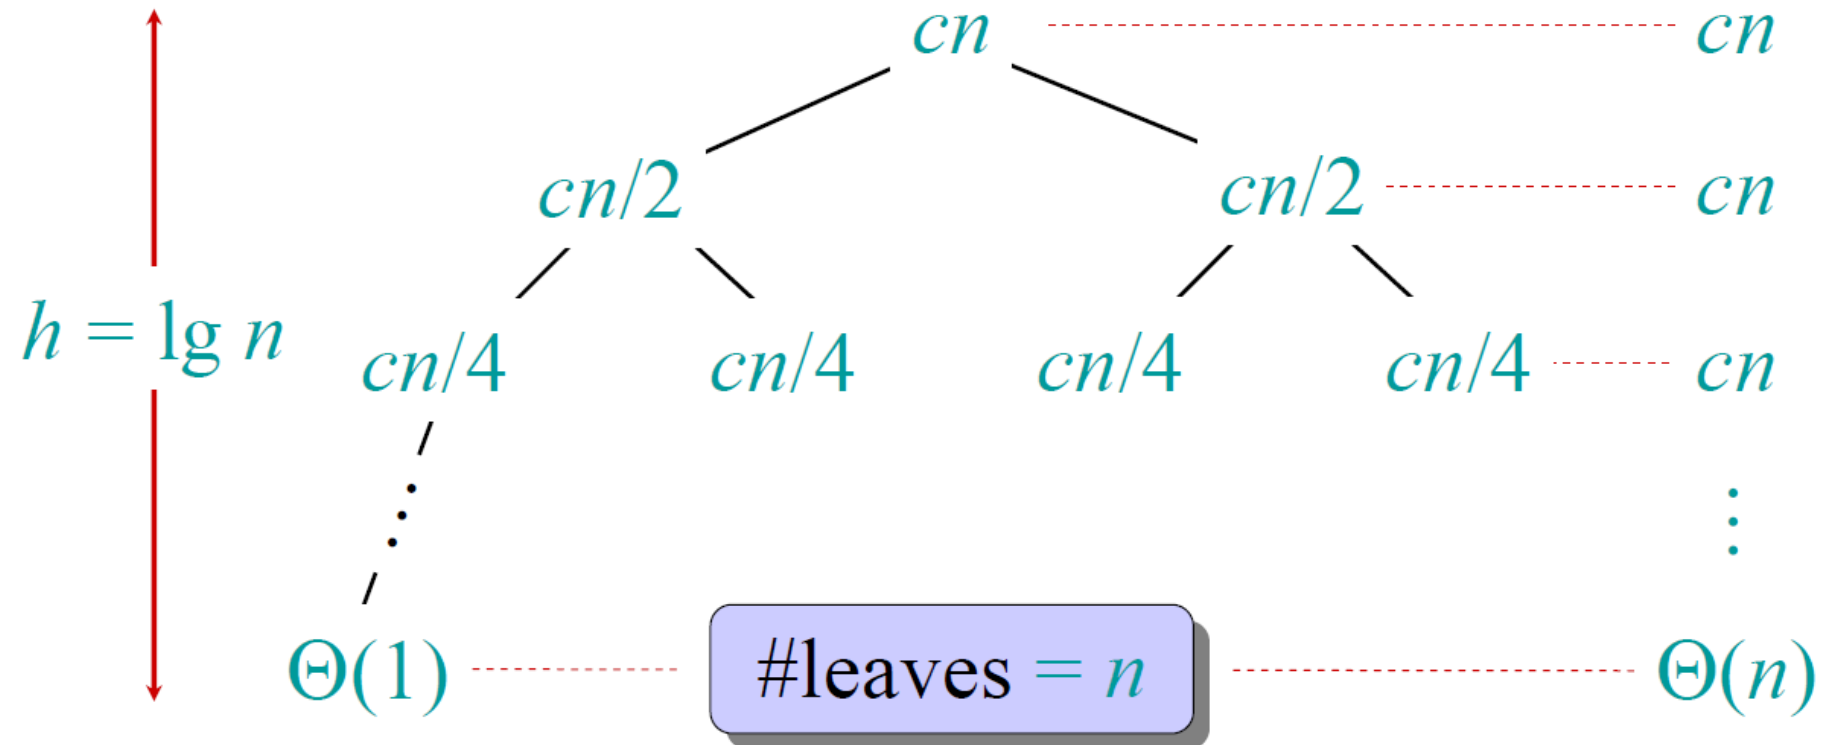 cn cn
cn/2 cn/2 cn
h = lg n
cn/4 cn/4 cn/4 cn/4 cn
Θ(1) #leaves = n Θ(n)